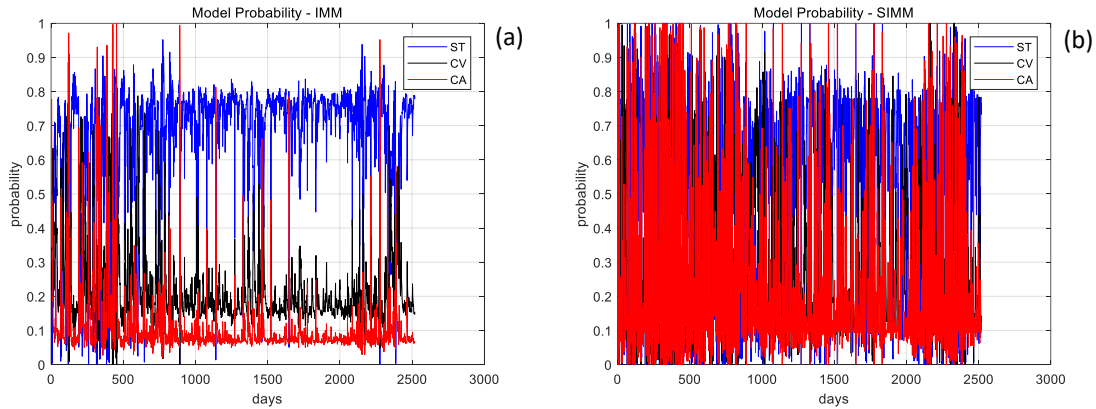 Model Probability - IMM
(a)
probability
1
0.9
0.8
0.7
0.6
0.5
0.4
0.3
0.2
0.1
0
ST
CV
CA
0
500
1000
1500
2000
2500
3000
days
Model Probability - SIMM
(b)
probability
1
0.9
0.8
0.7
0.6
0.5
0.4
0.3
0.2
0.1
0
ST
CV
CA
0
500
1000
1500
2000
2500
3000
days